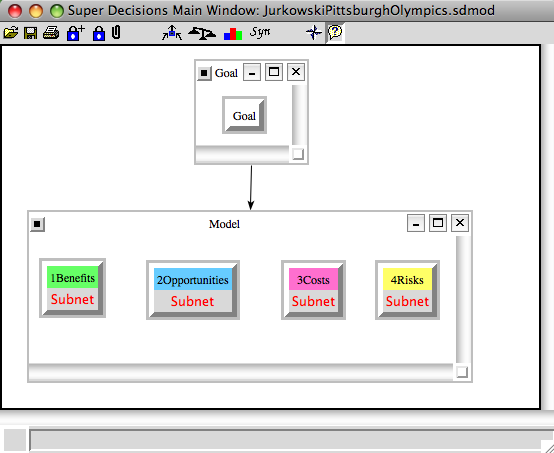 Super Decisions Main Window: JurkowskiPittsburghOlympics.sdmod
Syn
Goal
Goal
Model
1Benefits
Subnet
2Opportunities
Subnet
3Costs
Subnet
4Risks
Subnet